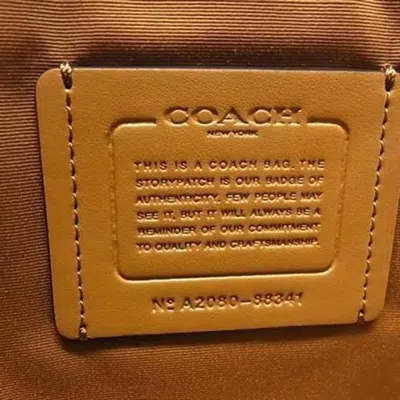 COACH
NEW YORK
THIS IS A COACH BAG. THE
STORYPATCH IS OUR BADGE OF
AUTHENTICITY. FEW PEOPLE MAY
SEE IT, BUT IT WILL ALWAYS BE A
REMINDER OF OUR COMMITMENT
TO QUALITY AND CRAFTSMANSHIP.
Nº A2080-88341